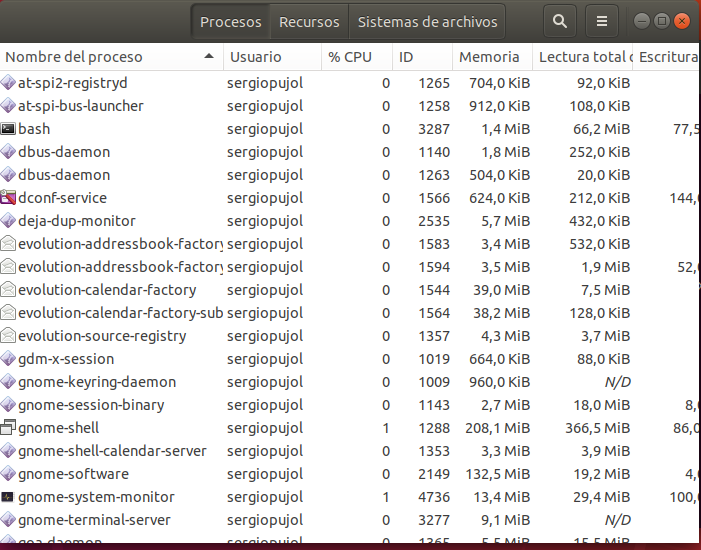 Procesos Recursos Sistemas de archivos
Nombre del proceso Usuario % CPU ID Memoria Lectura total Escritura
at-spi2-registryd sergiopujol 0 1265 704,0 KiB 92,0 KiB
at-spi-bus-launcher sergiopujol 0 1258 912,0 KiB 108,0 KiB
bash sergiopujol 0 3287 1,4 MiB 66,2 MiB 77,5
dbus-daemon sergiopujol 0 1140 1,8 MiB 252,0 KiB
dbus-daemon sergiopujol 0 1263 504,0 KiB 20,0 KiB
dconf-service sergiopujol 0 1566 624,0 KiB 212,0 KiB 144,
deja-dup-monitor sergiopujol 0 2535 5,7 MiB 432,0 KiB
evolution-addressbook-factory sergiopujol 0 1583 3,4 MiB 532,0 KiB
evolution-addressbook-factory sergiopujol 0 1594 3,5 MiB 1,9 MiB 52,
evolution-calendar-factory sergiopujol 0 1544 39,0 MiB 7,5 MiB
evolution-calendar-factory-sub sergiopujol 0 1564 38,2 MiB 128,0 KiB
evolution-source-registry sergiopujol 0 1357 4,3 MiB 3,7 MiB
gdm-x-session sergiopujol 0 1019 664,0 KiB 88,0 KiB
gnome-keyring-daemon sergiopujol 0 1009 960,0 KiB N/D
gnome-session-binary sergiopujol 0 1143 2,7 MiB 18,0 MiB 8,
gnome-shell sergiopujol 1 1288 208,1 MiB 366,5 MiB 86,
gnome-shell-calendar-server sergiopujol 0 1353 3,3 MiB 3,9 MiB
gnome-software sergiopujol 0 2149 132,5 MiB 19,2 MiB 4,
gnome-system-monitor sergiopujol 1 4736 13,4 MiB 29,4 MiB 100,
gnome-terminal-server sergiopujol 0 3277 9,1 MiB N/D
goa-daemon sergiopujol 0 1365 5,5 MiB 15,5 MiB